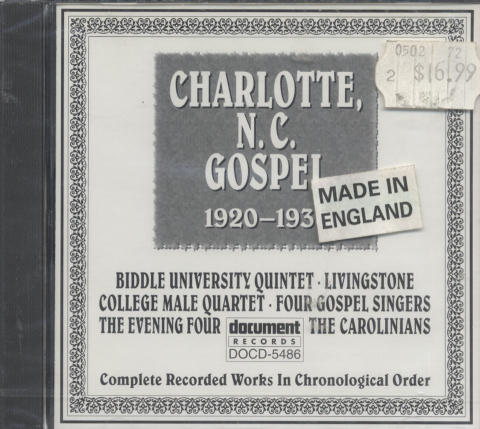 0502 72
2 $16.99
CHARLOTTE,
N.C.
GOSPEL
1920-193
MADE IN
ENGLAND
BIDDLE UNIVERSITY QUINTET · LIVINGSTONE
COLLEGE MALE QUARTET · FOUR GOSPEL SINGERS
THE EVENING FOUR document THE CAROLINIANS
RECORDS
DOCD-5486
Complete Recorded Works In Chronological Order